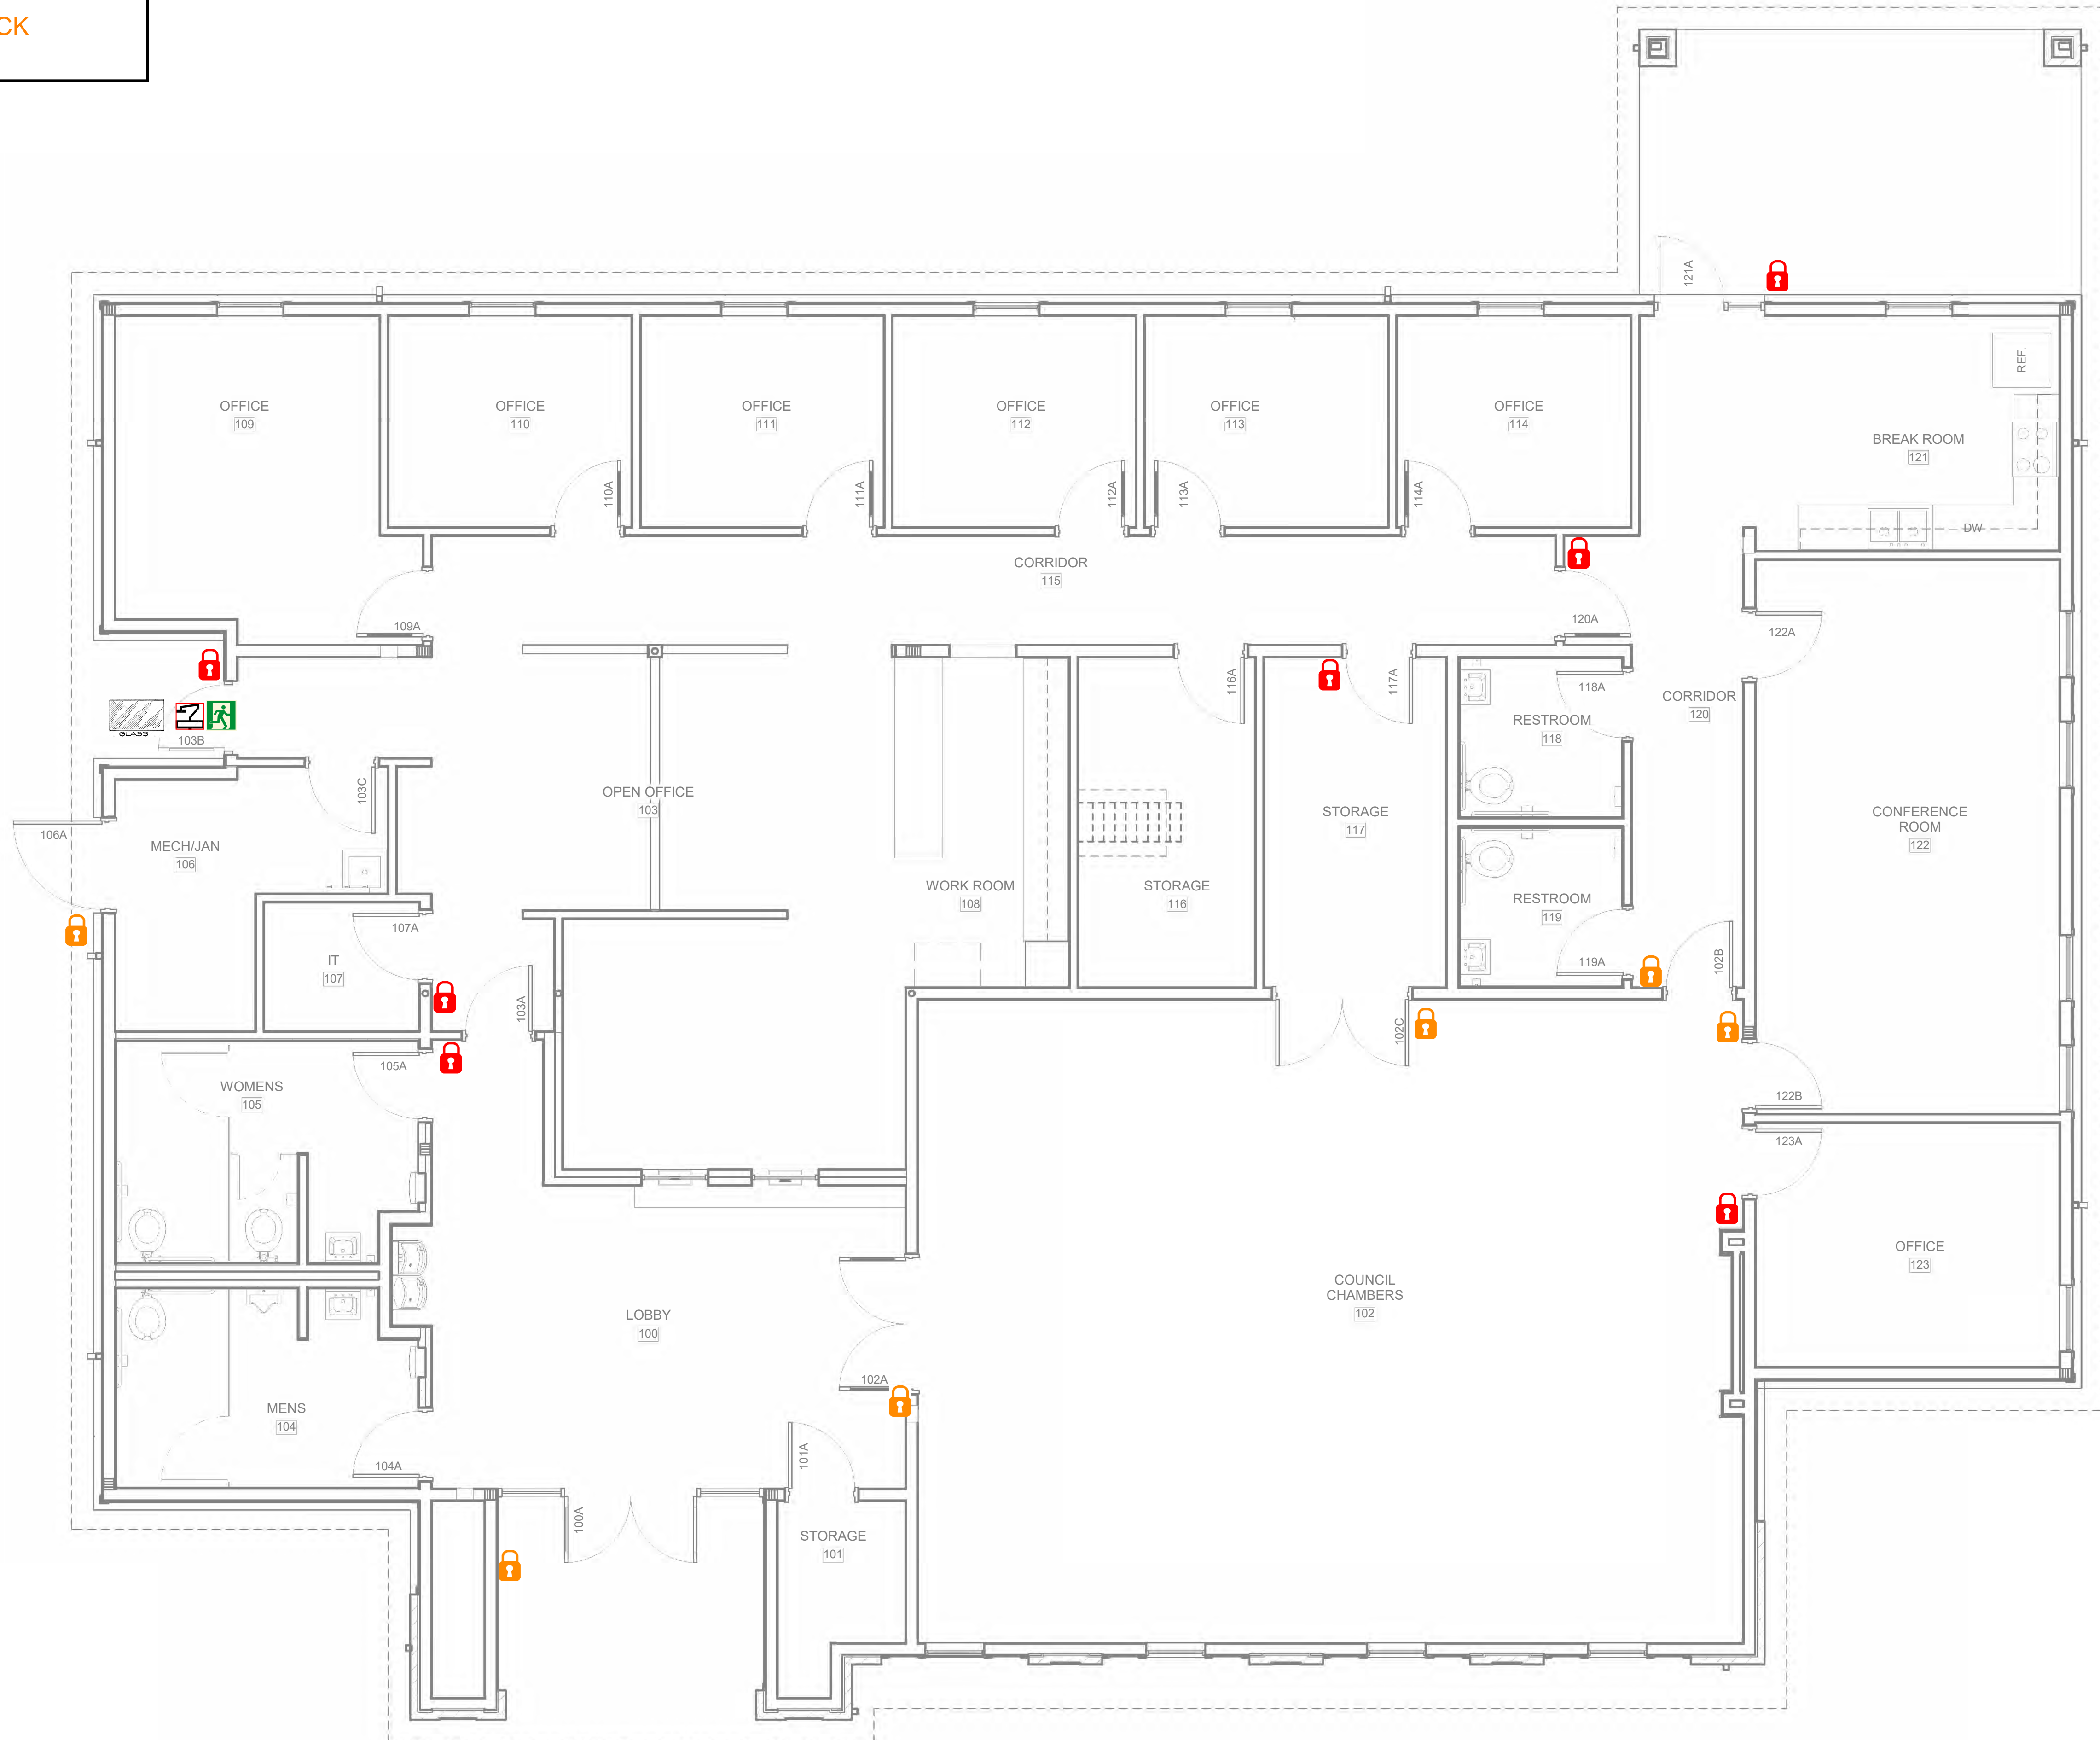 CK
121A
OFFICE
109
OFFICE
110
OFFICE
111
OFFICE
112
OFFICE
113
OFFICE
114
REF.
BREAK ROOM
121
DW
110A
111A
112A
113A
114A
CORRIDOR
115
109A
120A
122A
116A
117A
118A
CORRIDOR
120
RESTROOM
118
GLASS
103B
103C
OPEN OFFICE
103
106A
MECH/JAN
106
STORAGE
117
CONFERENCE
ROOM
122
WORK ROOM
108
STORAGE
116
RESTROOM
119
107A
IT
107
119A
102B
103A
102C
105A
WOMENS
105
122B
123A
OFFICE
123
COUNCIL
CHAMBERS
102
LOBBY
100
102A
MENS
104
104A
101A
100A
STORAGE
101